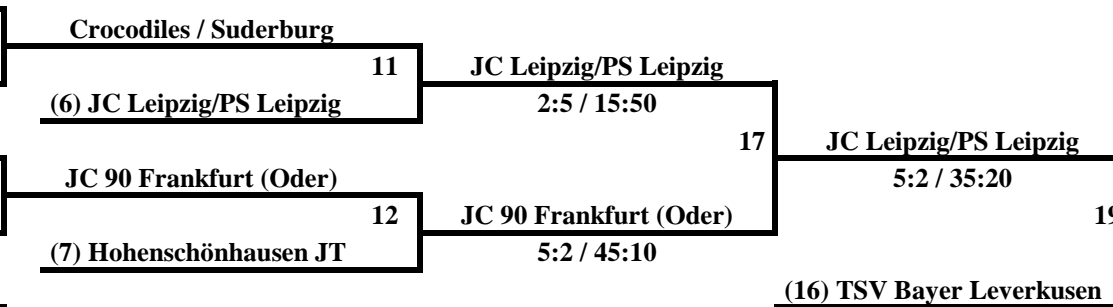 Crocodiles / Suderburg
11
JC Leipzig/PS Leipzig
(6) JC Leipzig/PS Leipzig
2:5 / 15:50
17
JC Leipzig/PS Leipzig
JC 90 Frankfurt (Oder)
5:2 / 35:20
12
JC 90 Frankfurt (Oder)
19
(7) Hohenschönhausen JT
5:2 / 45:10
(16) TSV Bayer Leverkusen